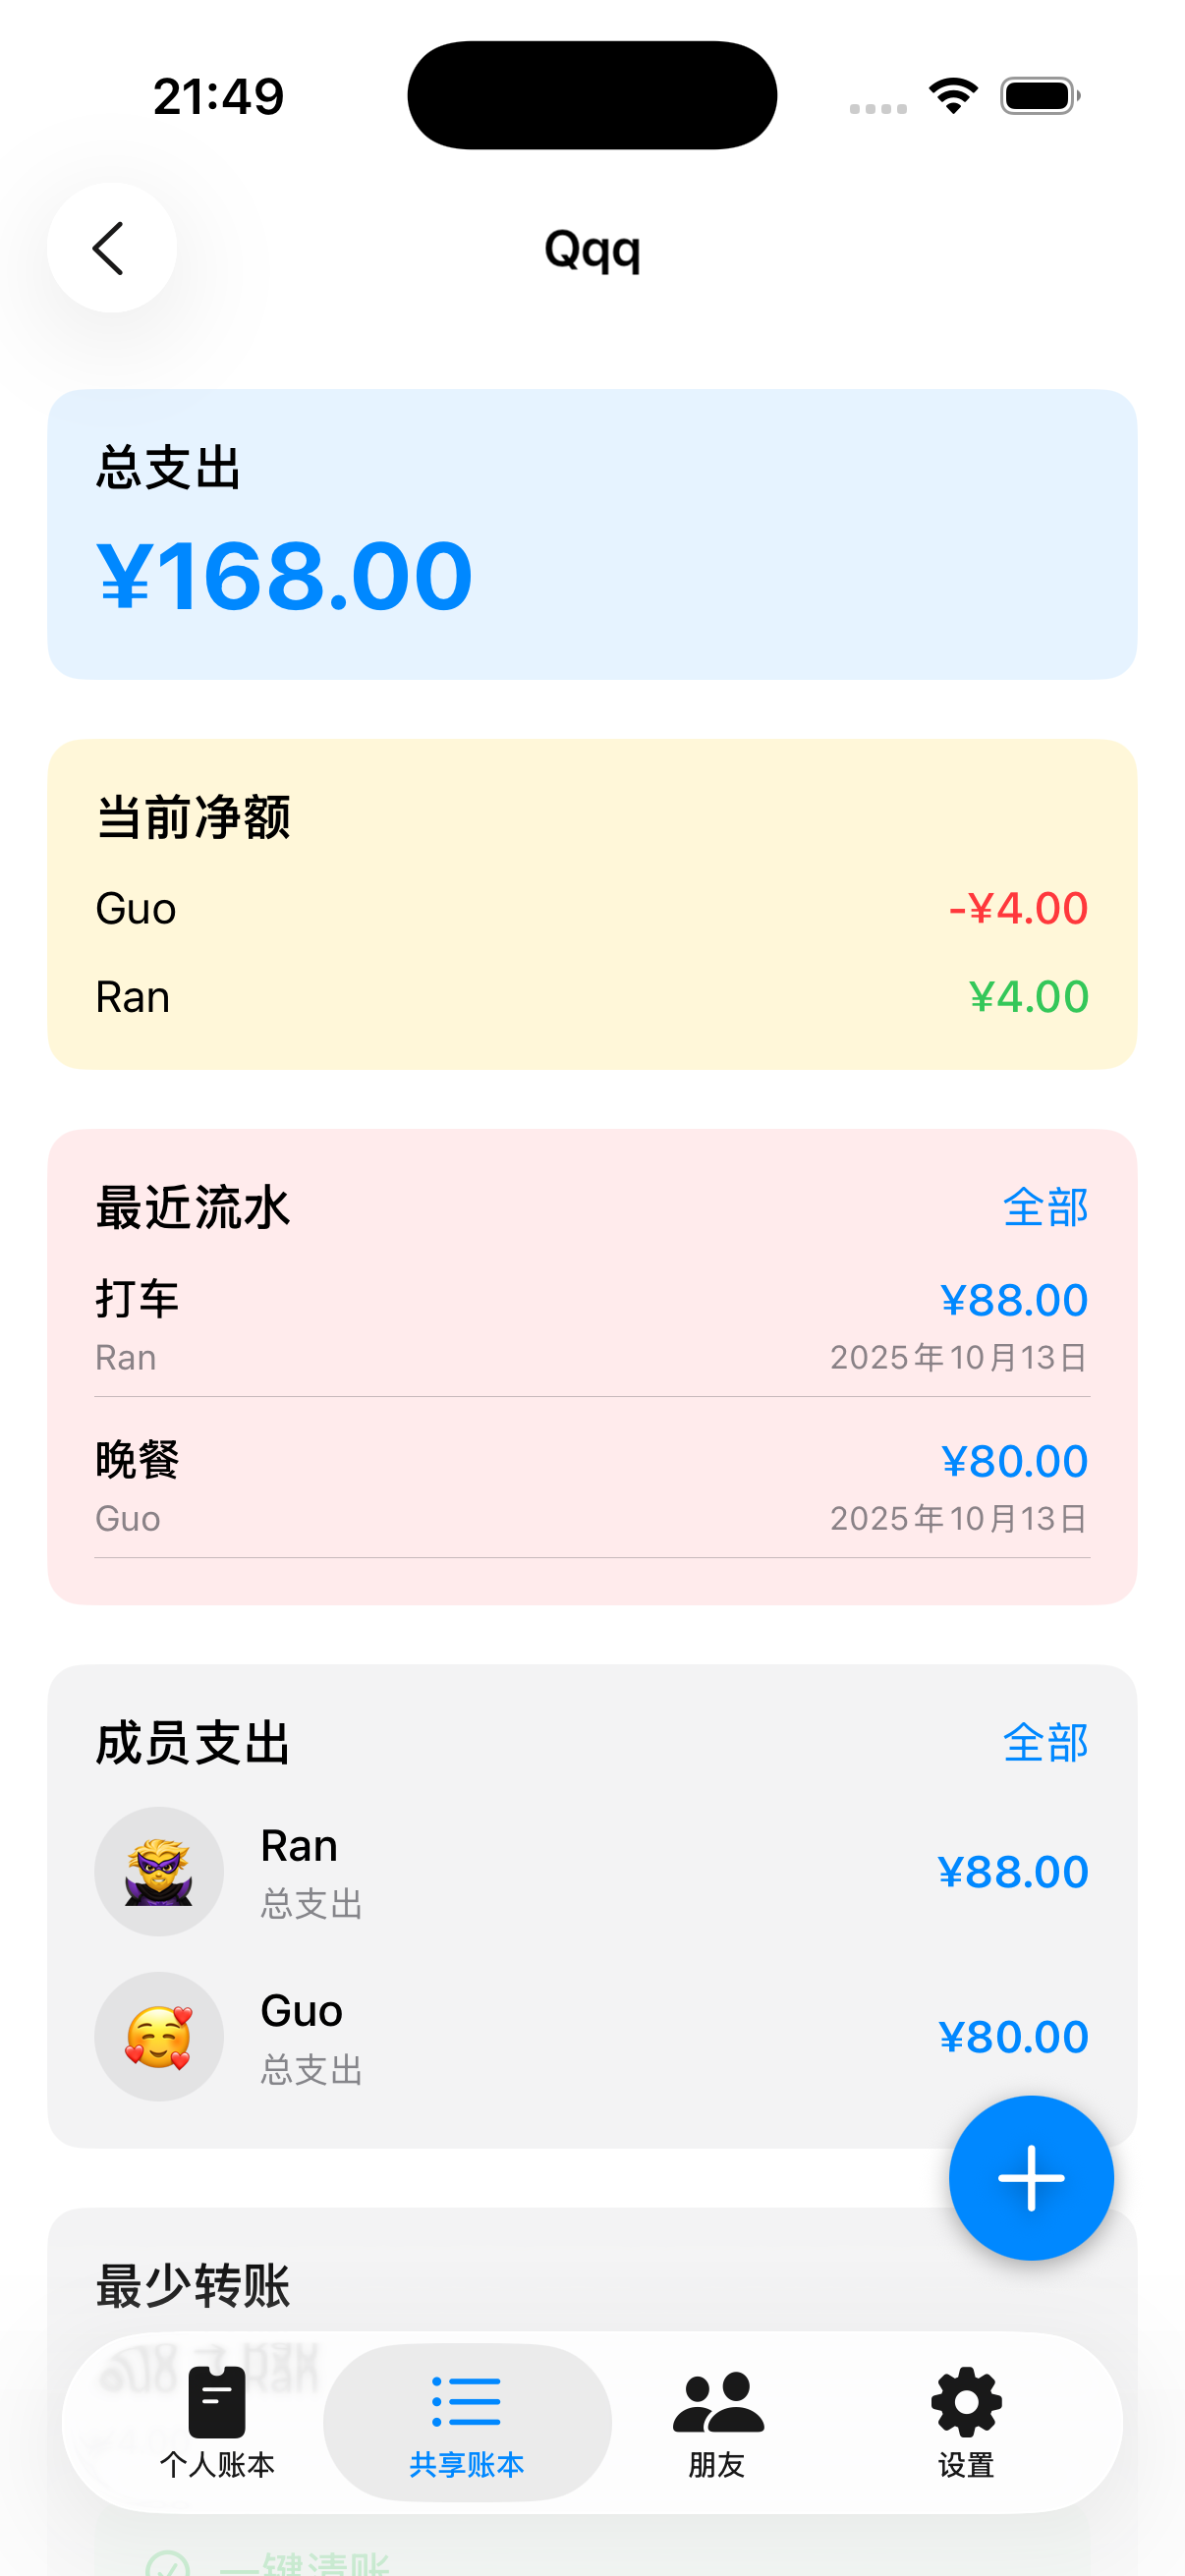 21:49
Qqq
总支出
¥168.00
当前净额
Guo
-¥4.00
Ran
¥4.00
最近流水
全部
打车
¥88.00
Ran
2025年10月13日
晚餐
¥80.00
Guo
2025年10月13日
成员支出
全部
Ran
总支出
¥88.00
Guo
总支出
¥80.00
最少转账
个人账本
共享账本
朋友
设置
一键清账